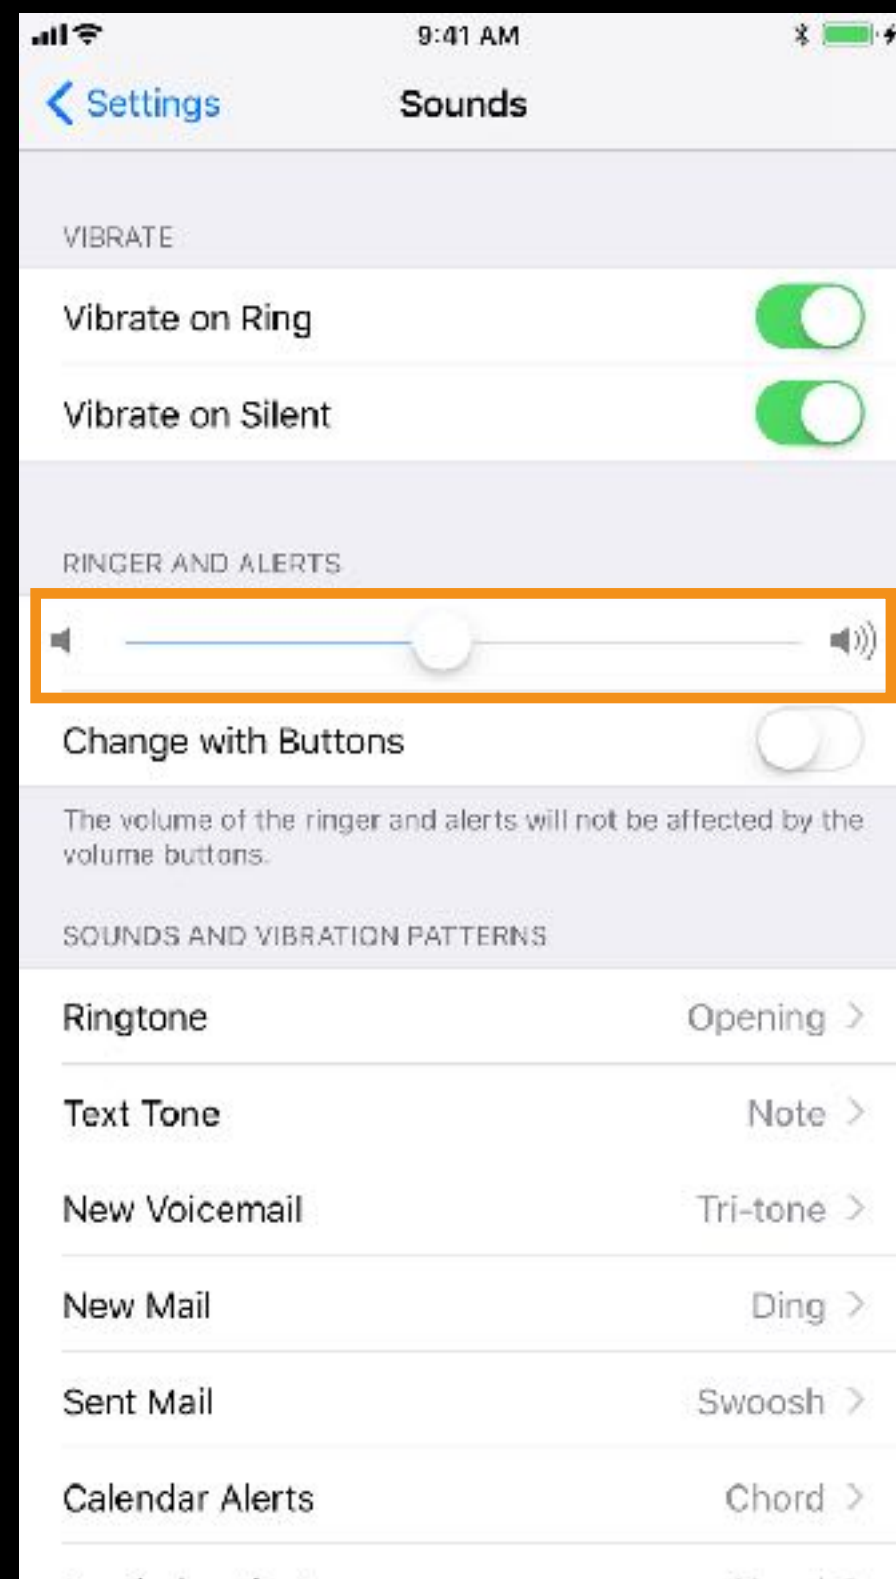 9:41 AM
Settings
Sounds
VIBRATE
Vibrate on Ring
Vibrate on Silent
RINGER AND ALERTS
Change with Buttons
The volume of the ringer and alerts will not be affected by the
volume buttons.
SOUNDS AND VIBRATION PATTERNS
Ringtone Opening
Text Tone Note
New Voicemail Tri-tone
New Mail Ding
Sent Mail Swoosh
Calendar Alerts Chord